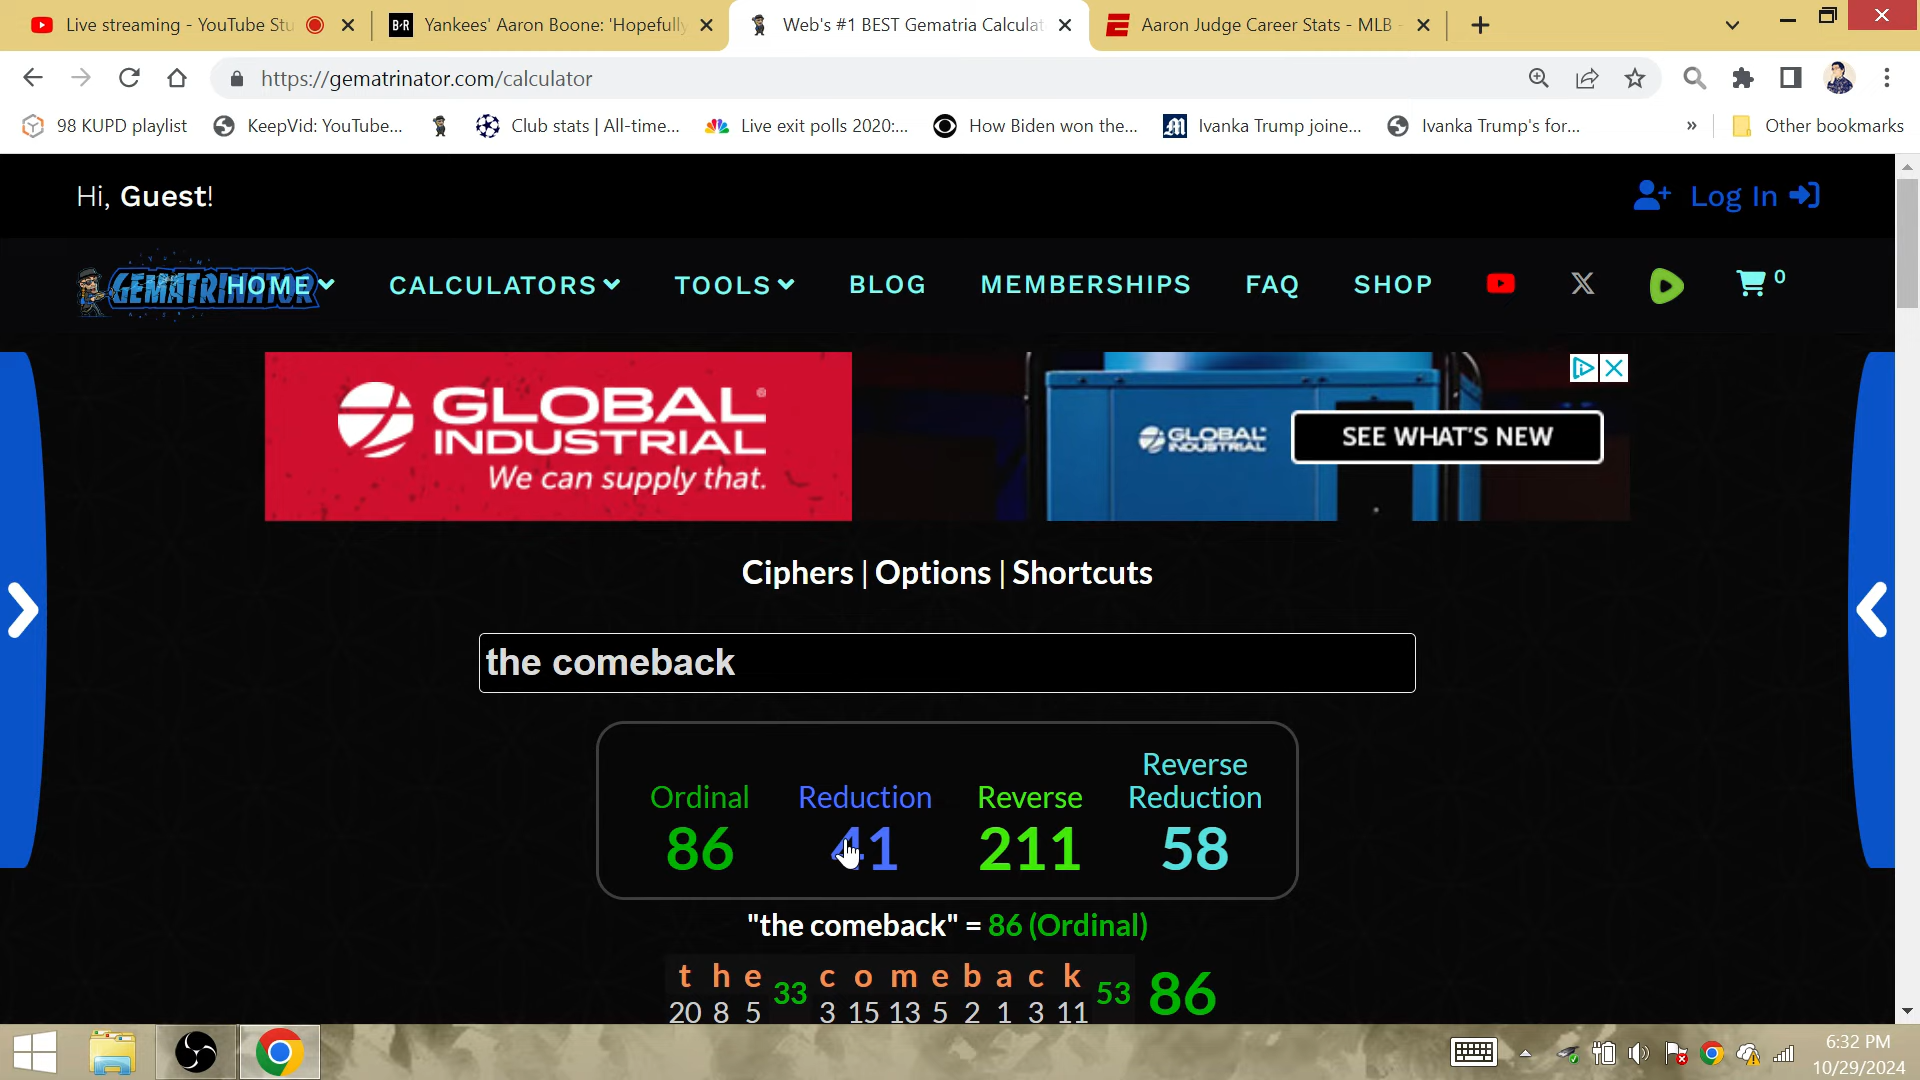 Live streaming - YouTube Stu
Yankees' Aaron Boone: 'Hopefully
Web's #1 BEST Gematria Calculat
Aaron Judge Career Stats - MLB -
https://gematrinator.com/calculator
98 KUPD playlist
KeepVid: YouTube...
Club stats | All-time...
Live exit polls 2020:...
How Biden won the...
Ivanka Trump joine...
Ivanka Trump's for...
»
Other bookmarks
Hi, Guest!
Log In
GEMATRINATOR
HOME
CALCULATORS
TOOLS
BLOG
MEMBERSHIPS
FAQ
SHOP
0
GLOBAL
INDUSTRIAL
We can supply that.
GLOBAL
INDUSTRIAL
SEE WHAT'S NEW
Ciphers | Options | Shortcuts
the comeback
Ordinal
86
Reduction
41
Reverse
211
Reverse
Reduction
58
"the comeback" = 86 (Ordinal)
t h e 33 c o m e b a c k 53 86
20 8 5 3 15 13 5 2 1 3 11
6:32 PM
10/29/2024